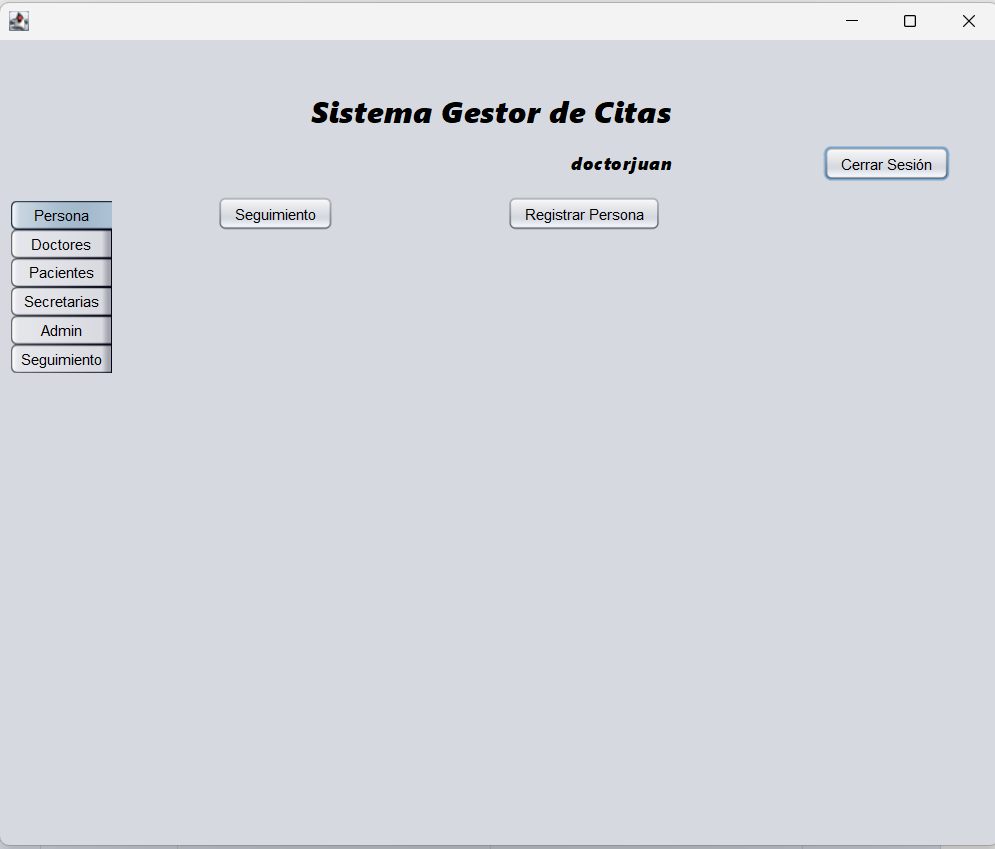 Sistema Gestor de Citas
doctorjuan
Cerrar Sesión
Persona
Seguimiento
Registrar Persona
Doctores
Pacientes
Secretarias
Admin
Seguimiento